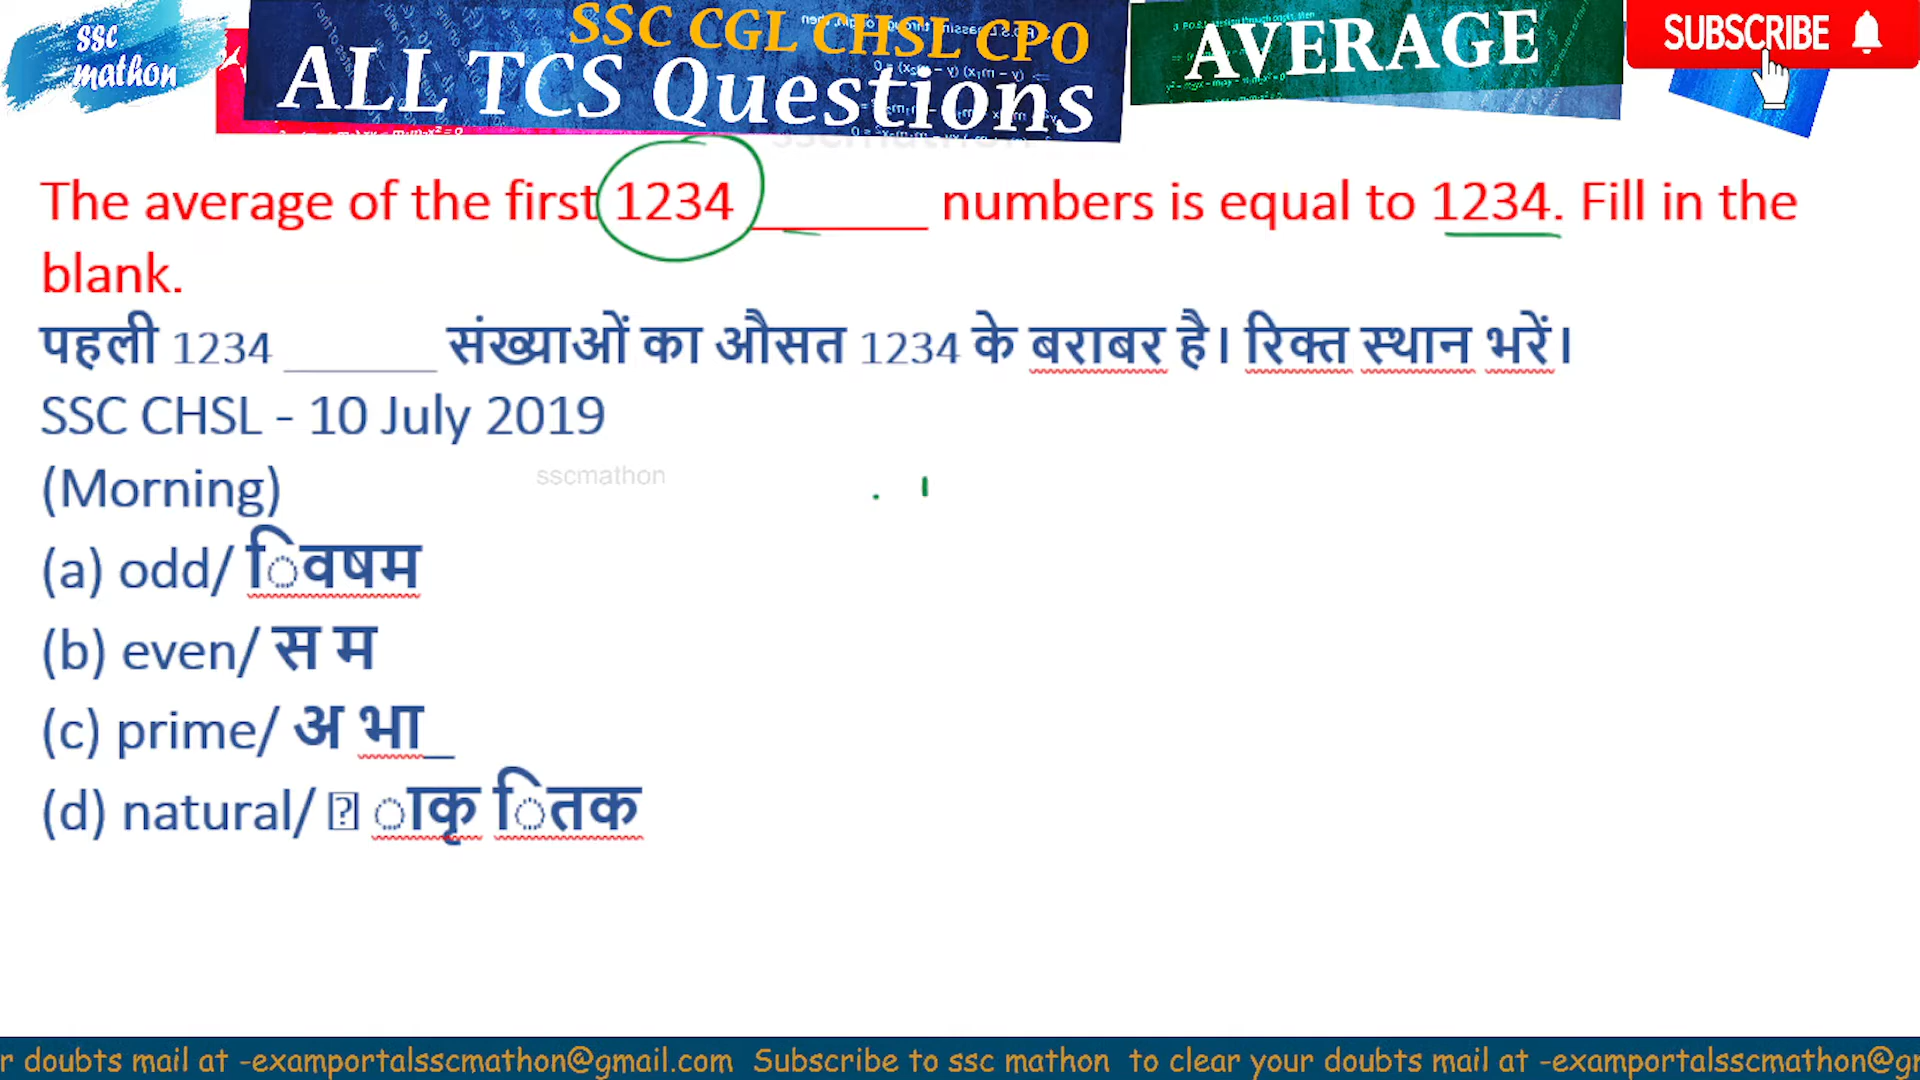 ssc
mathon
SSC CGL CHSL CPO
ALL TCS Questions
AVERAGE
SUBSCRIBE
The average of the first 1234 ______ numbers is equal to 1234. Fill in the
blank.
पहली 1234 ______ संख्याओं का औसत 1234 के बराबर है। रिक्त स्थान भरें।
SSC CHSL - 10 July 2019
(Morning)
sscmathon
(a) odd/ िवषम
(b) even/ स म
(c) prime/ अ भा_
(d) natural/ ाकृ ितक
r doubts mail at -examportalsscmathon@gmail.com Subscribe to ssc mathon to clear your doubts mail at -examportalsscmathon@gr